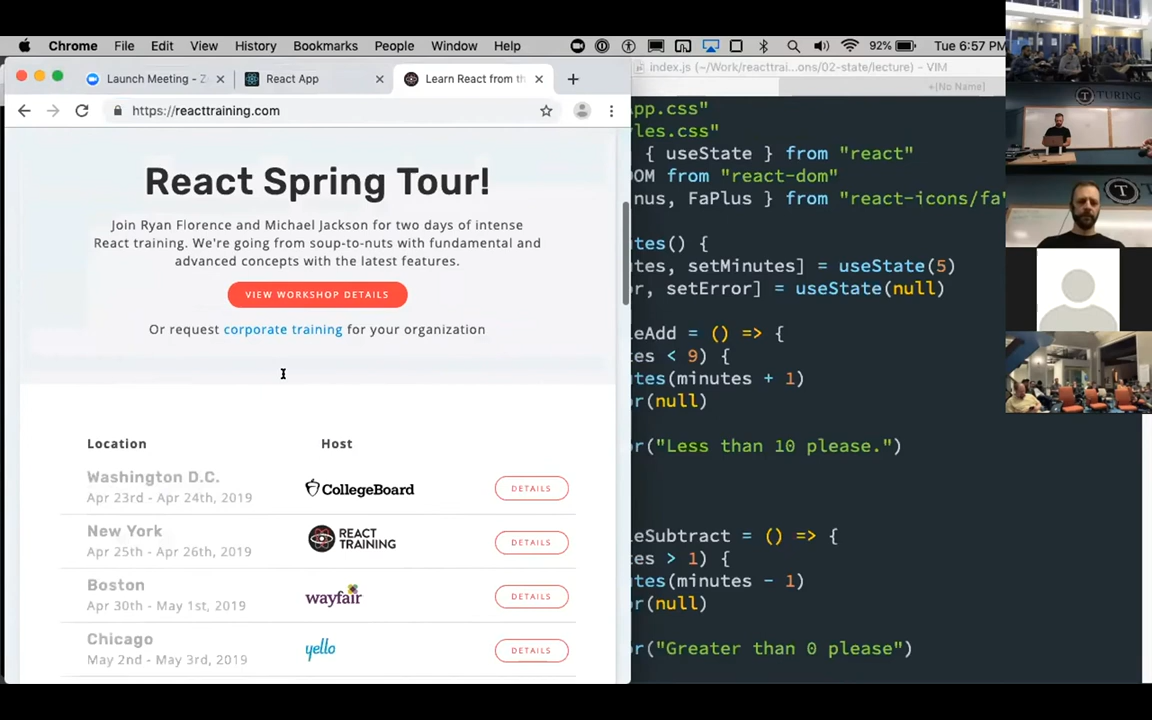 Chrome File Edit View History Bookmarks People Window Help 92% Tue 6:57 PM
Launch Meeting - Z
React App
Learn React from th
index.js (~/Work/reacttrai...ons/02-state/lecture) - VIM
+(No Name)
https://reacttraining.com
React Spring Tour!
Join Ryan Florence and Michael Jackson for two days of intense
React training. We're going from soup-to-nuts with fundamental and
advanced concepts with the latest features.
VIEW WORKSHOP DETAILS
Or request corporate training for your organization
Location Host
Washington D.C.
Apr 23rd - Apr 24th, 2019
CollegeBoard
DETAILS
New York
Apr 25th - Apr 26th, 2019
REACT
TRAINING
DETAILS
Boston
Apr 30th - May 1st, 2019
wayfair
DETAILS
Chicago
May 2nd - May 3rd, 2019
yello
DETAILS
App.css"
les.css"
{ useState } from "react"
OM from "react-dom"
nus, FaPlus } from "react-icons/fa"
tes() {
tes, setMinutes] = useState(5)
r, setError] = useState(null)
eAdd = () => {
es < 9) {
tes(minutes + 1)
or(null)
or("Less than 10 please.")
eSubtract = () => {
es > 1) {
tes(minutes - 1)
or(null)
or("Greater than 0 please")
TURING
T